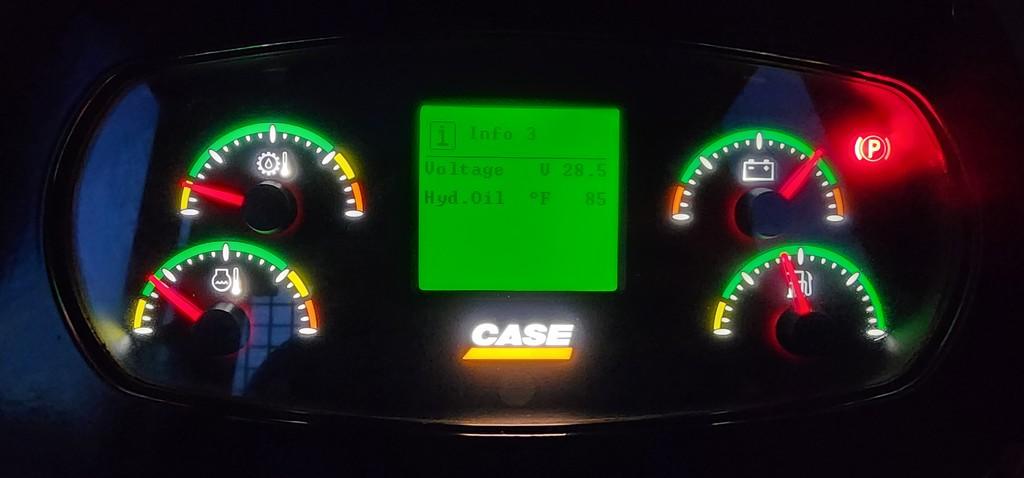 i Info 3
Voltage V 28.5
Hyd.Oil °F 85
P
CASE